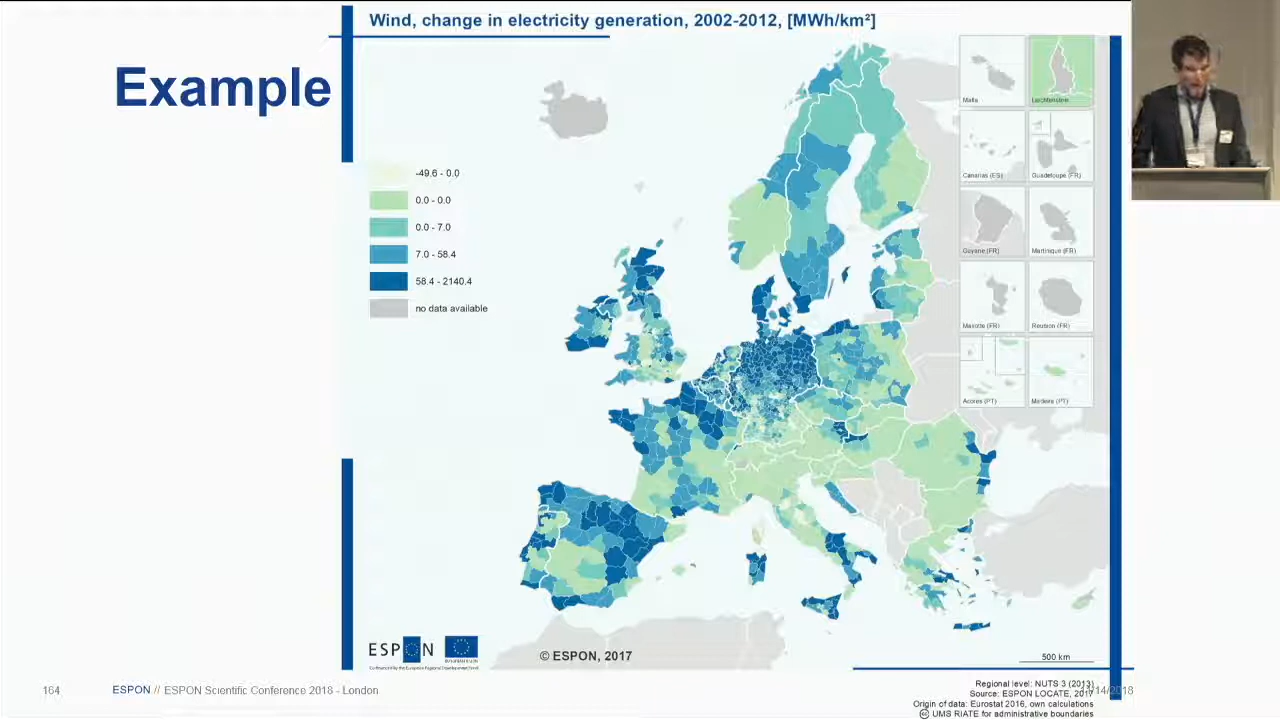 Wind, change in electricity generation, 2002-2012, [MWh/km²]
Example
-49.6 - 0.0
0.0 - 0.0
0.0 - 7.0
7.0 - 58.4
58.4 - 2140.4
no data available
Malta
Liechtenstein
Canarias (ES)
Guadeloupe (FR)
Guyane (FR)
Martinique (FR)
Mayotte (FR)
Reunion (FR)
Acores (PT)
Madeira (PT)
ESPON
© ESPON, 2017
500 km
Regional level: NUTS 3 (2013)
Source: ESPON LOCATE, 2017
Origin of data: Eurostat 2016, own calculations
UMS RIATE for administrative boundaries
164
ESPON // ESPON Scientific Conference 2018 - London